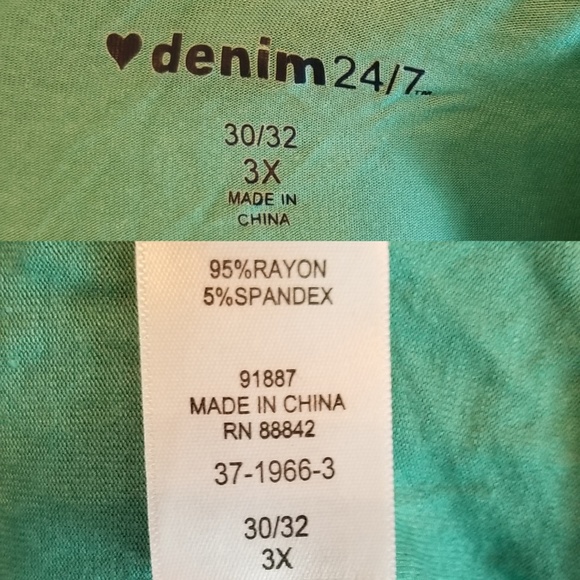 ♥denim24/7™
30/32
3X
MADE IN
CHINA
95%RAYON
5%SPANDEX
91887
MADE IN CHINA
RN 88842
37-1966-3
30/32
3X